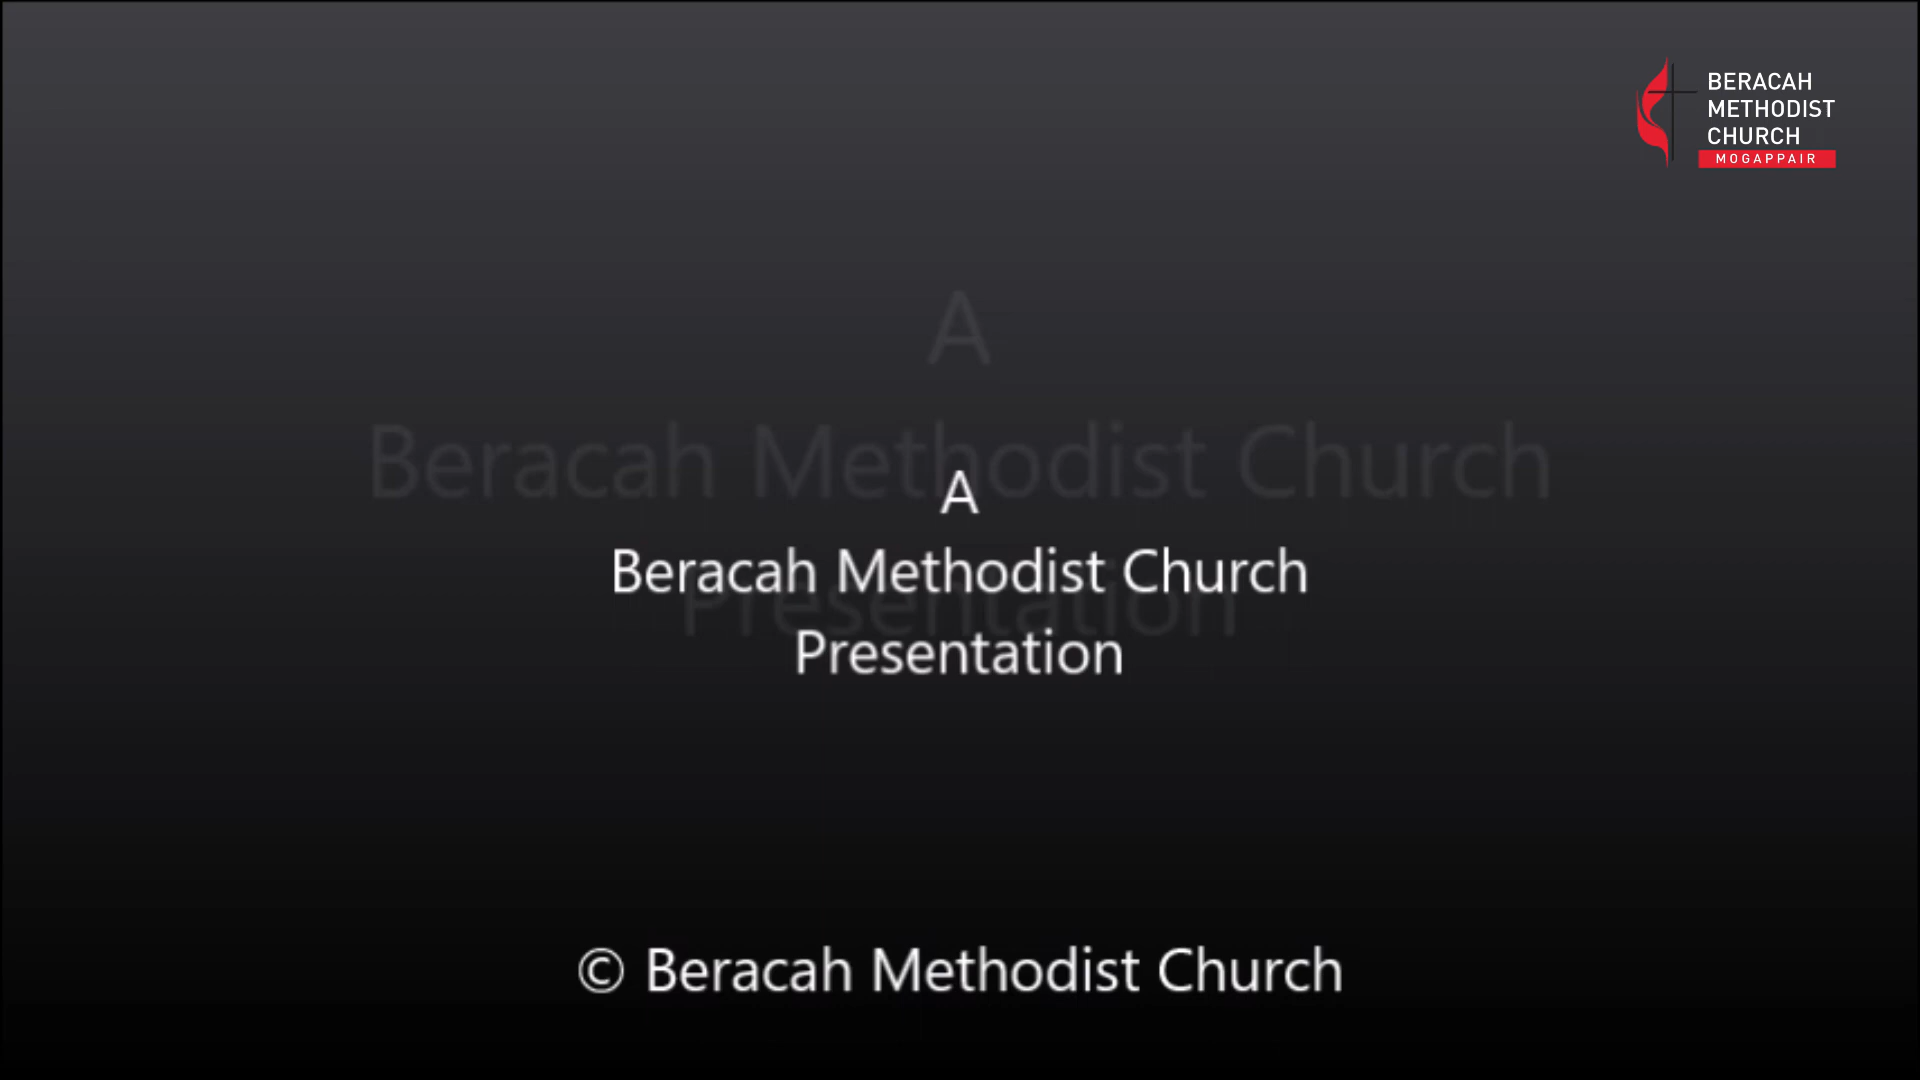 BERACAH
METHODIST
CHURCH
MOGAPPAIR
A
Beracah Methodist Church
Presentation
A
Beracah Methodist Church
Presentation
© Beracah Methodist Church